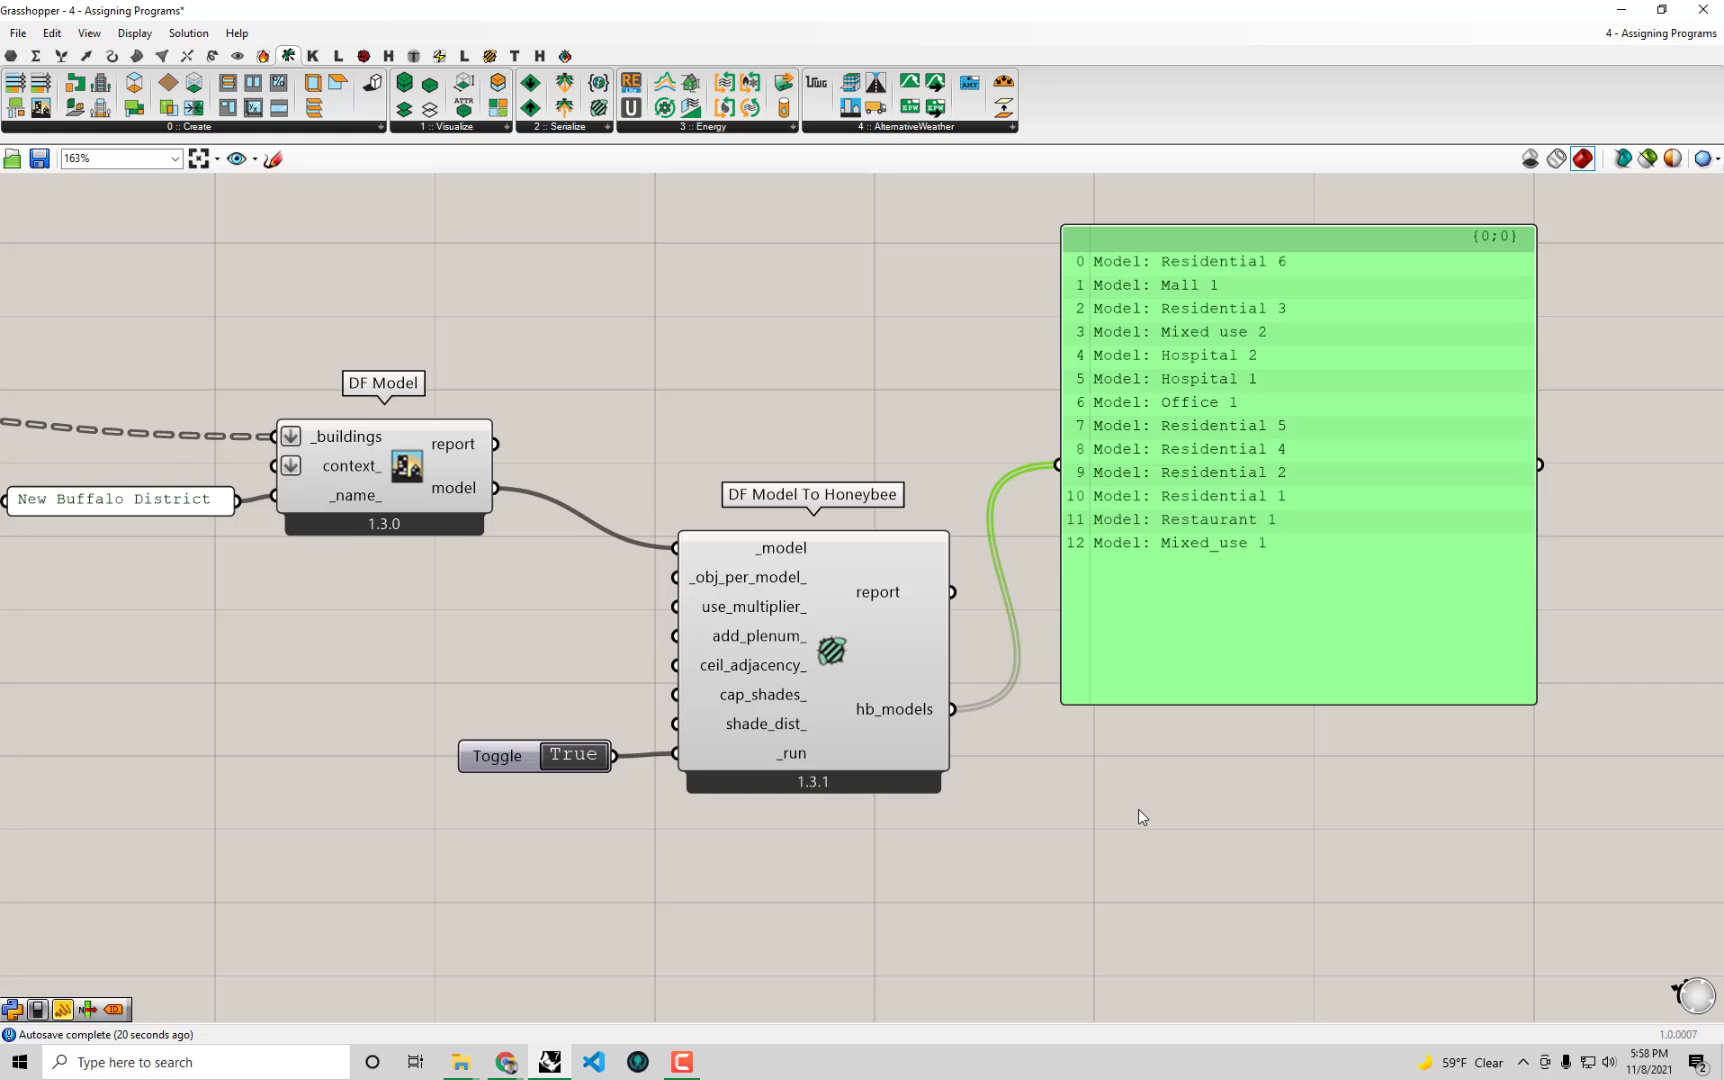 Grasshopper - 4 - Assigning Programs*
File Edit View Display Solution Help
4 - Assigning Programs
K L H L T H
0 :: Create
1 :: Visualize
2 :: Serialize
3 :: Energy
4 :: AlternativeWeather
163%
{0;0}
0 Model: Residential 6
1 Model: Mall 1
2 Model: Residential 3
3 Model: Mixed use 2
4 Model: Hospital 2
5 Model: Hospital 1
6 Model: Office 1
7 Model: Residential 5
8 Model: Residential 4
9 Model: Residential 2
10 Model: Residential 1
11 Model: Restaurant 1
12 Model: Mixed_use 1
DF Model
_buildings
context_
_name_
report
model
1.3.0
New Buffalo District
DF Model To Honeybee
_model
_obj_per_model_
use_multiplier_
add_plenum_
ceil_adjacency_
cap_shades_
shade_dist_
_run
report
hb_models
1.3.1
Toggle True
Autosave complete (20 seconds ago)
1.0.0007
Type here to search
59°F Clear
5:58 PM
11/8/2021
2